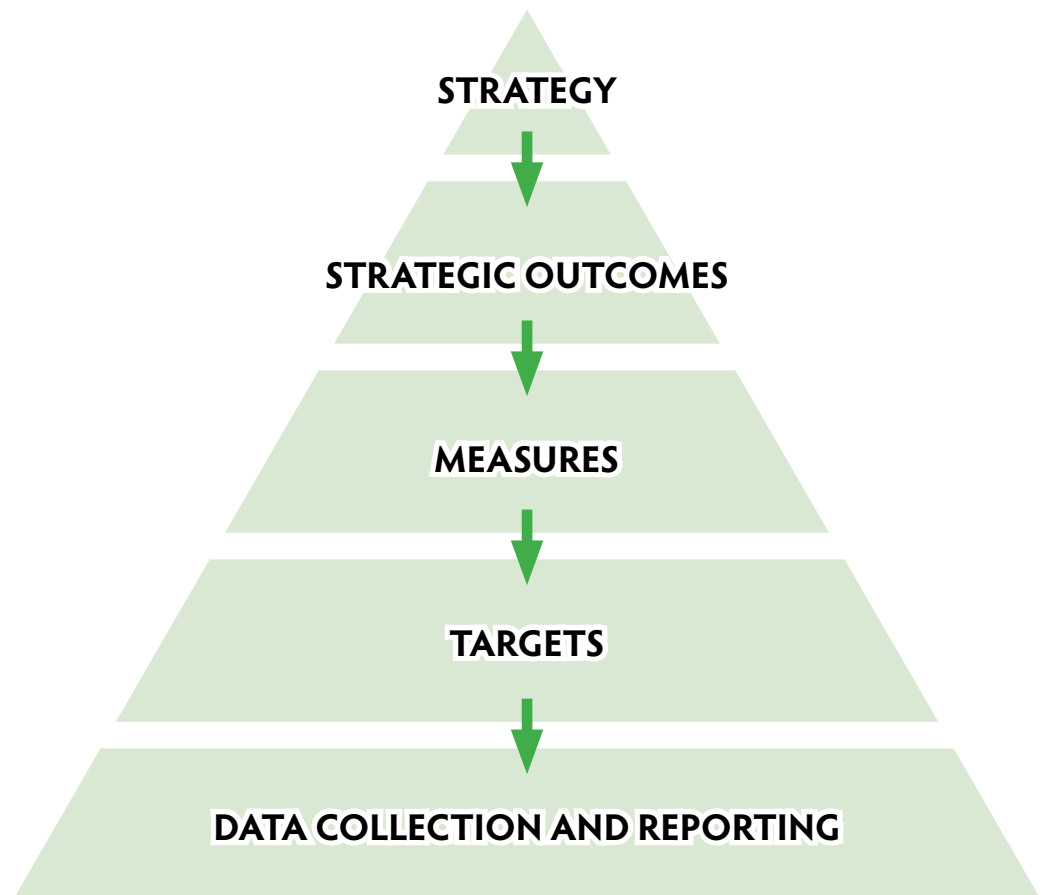 STRATEGY
STRATEGIC OUTCOMES
MEASURES
TARGETS
DATA COLLECTION AND REPORTING